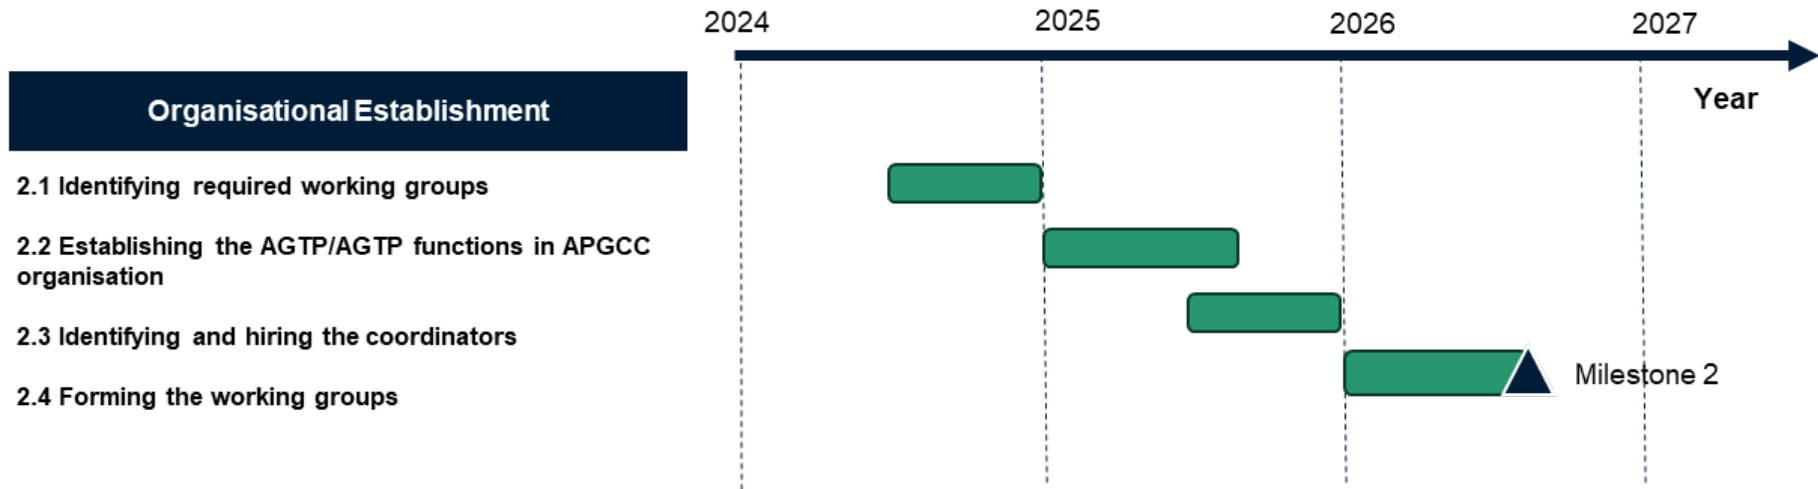 2024 2025 2026 2027
Year
Organisational Establishment
2.1 Identifying required working groups
2.2 Establishing the AGTP/AGTP functions in APGCC
organisation
2.3 Identifying and hiring the coordinators
2.4 Forming the working groups
Milestone 2